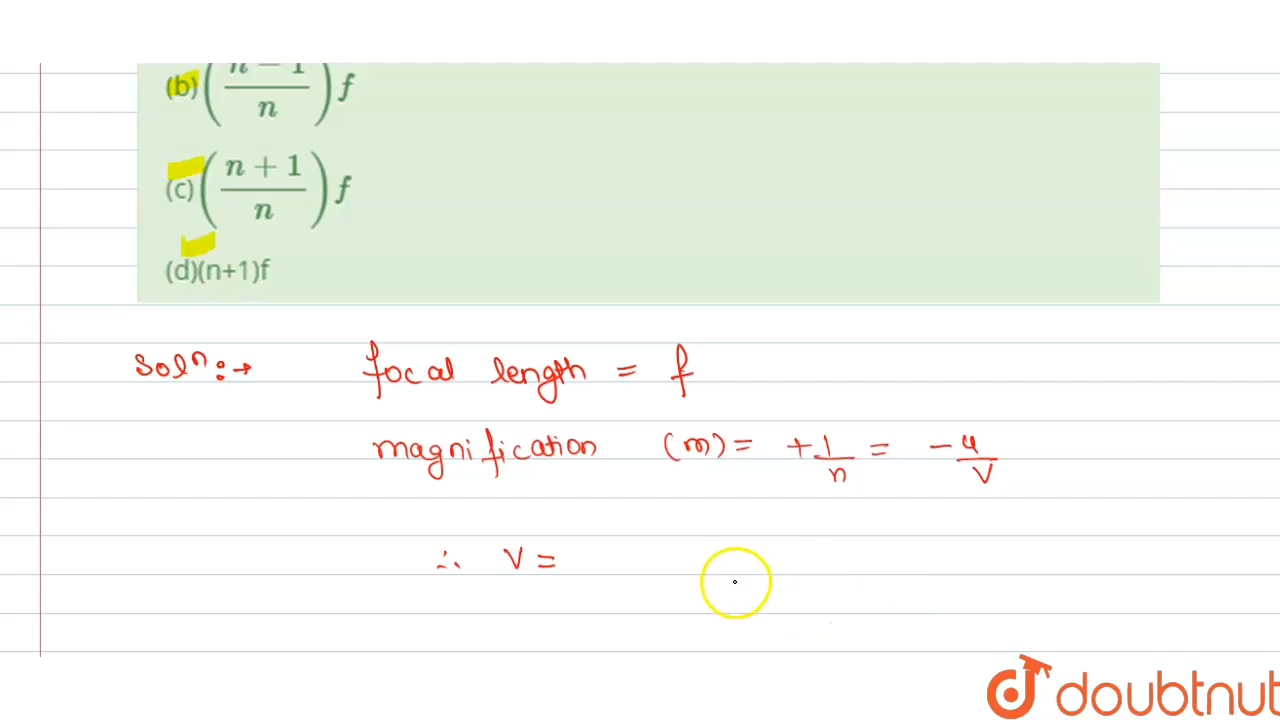 (b) ( n − 1 / n ) f
(c) ( n + 1 / n ) f
(d)(n+1)f
Solⁿ :→ focal length = f
magnification (m) = + 1/n = − u/v
∴ V =
doubtnut